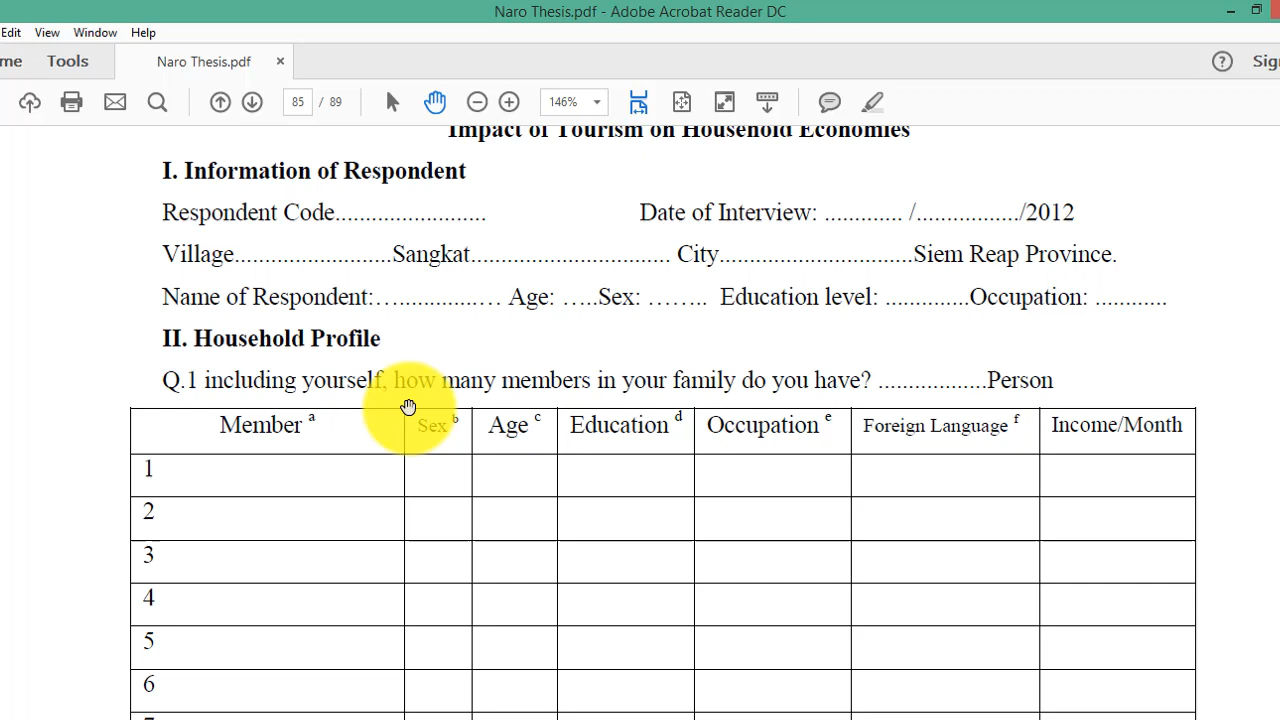 Naro Thesis.pdf - Adobe Acrobat Reader DC
Edit View Window Help
me Tools Naro Thesis.pdf × ? Sig
85 / 89 146%
Impact of Tourism on Household Economies
I. Information of Respondent
Respondent Code......................... Date of Interview: ............. /................./2012
Village..........................Sangkat................................. City................................Siem Reap Province.
Name of Respondent:…..............… Age: …..Sex: …….. Education level: ..............Occupation: ............
II. Household Profile
Q.1 including yourself, how many members in your family do you have? ..................Person
Member a Sex b Age c Education d Occupation e Foreign Language f Income/Month
1
2
3
4
5
6